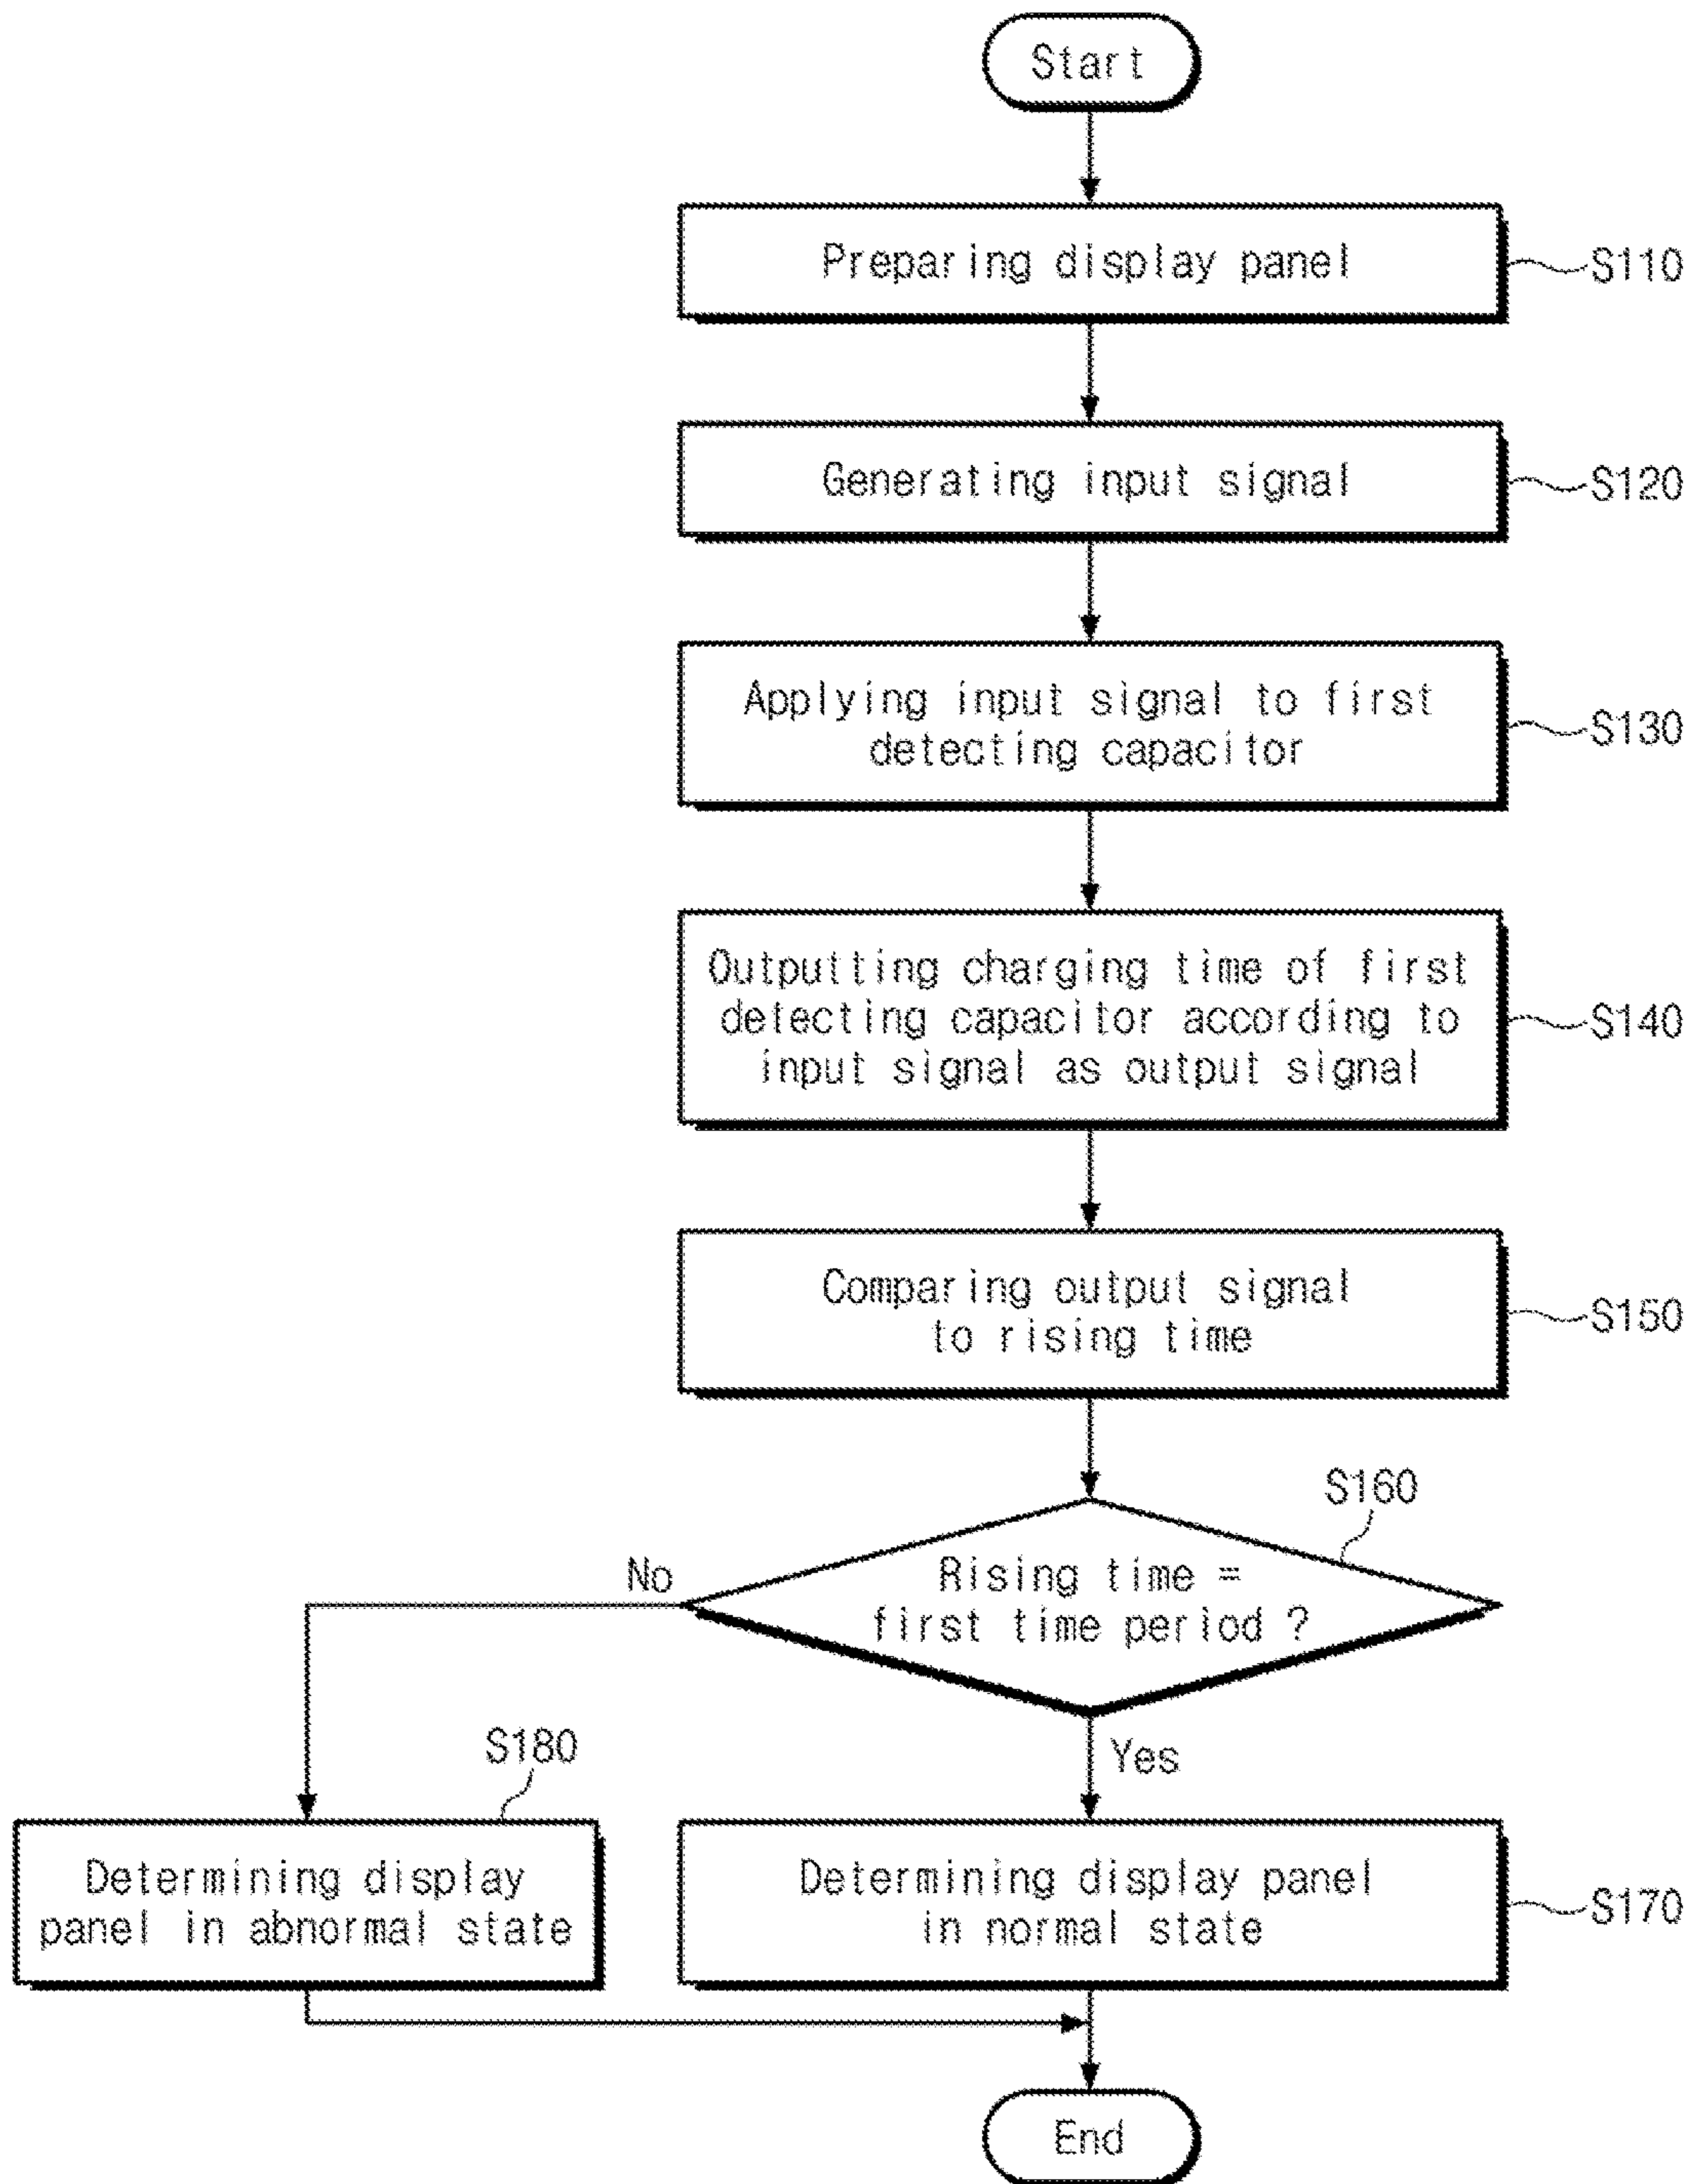 Start
Preparing display panel
S110
Generating input signal
S120
Applying input signal to first
detecting capacitor
S130
Outputting charging time of first
detecting capacitor according to
input signal as output signal
S140
Comparing output signal
to rising time
S150
S160
Rising time =
first time period ?
No
Yes
S180
Determining display
panel in abnormal state
Determining display panel
in normal state
S170
End